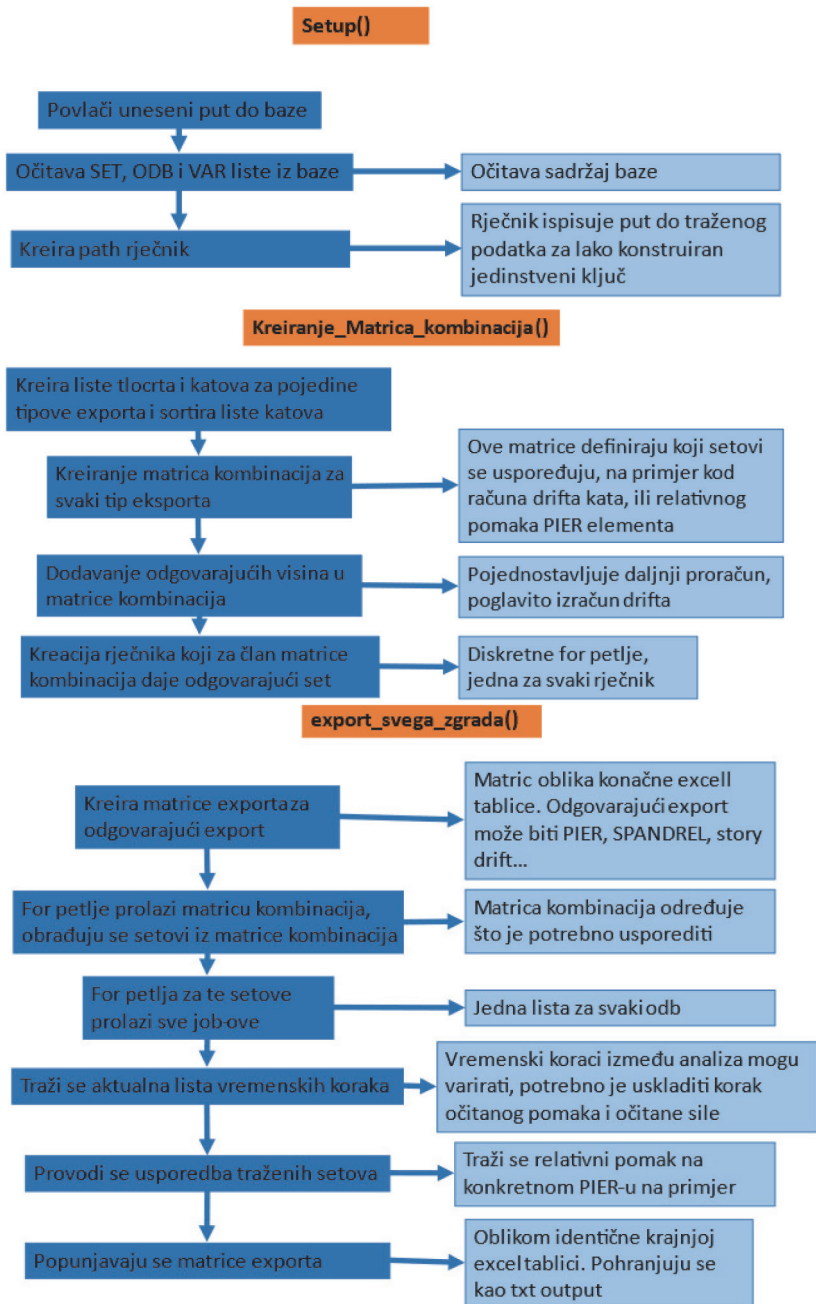 Setup()
Povlači uneseni put do baze
Očitava SET, ODB i VAR liste iz baze
Očitava sadržaj baze
Kreira path rječnik
Rječnik ispisuje put do traženog
podatka za lako konstruiran
jedinstveni ključ
Kreiranje_Matrica_kombinacija()
Kreira liste tlocrta i katova za pojedine
tipove exporta i sortira liste katova
Kreiranje matrica kombinacija za
svaki tip eksporta
Ove matrice definiraju koji setovi
se uspoređuju, na primjer kod
računa drifta kata, ili relativnog
pomaka PIER elementa
Dodavanje odgovarajućih visina u
matrice kombinacija
Pojednostavljuje daljnji proračun,
poglavito izračun drifta
Kreacija rječnika koji za član matrice
kombinacija daje odgovarajući set
Diskretne for petlje,
jedna za svaki rječnik
export_svega_zgrada()
Kreira matrice exporta za
odgovarajući export
Matric oblika konačne excell
tablice. Odgovarajući export
može biti PIER, SPANDREL, story
drift...
For petlje prolazi matricu kombinacija,
obrađuju se setovi iz matrice kombinacija
Matrica kombinacija određuje
što je potrebno usporediti
For petlja za te setove
prolazi sve job-ove
Jedna lista za svaki odb
Traži se aktualna lista vremenskih koraka
Vremenski koraci između analiza mogu
varirati, potrebno je uskladiti korak
očitanog pomaka i očitane sile
Provodi se usporedba traženih setova
Traži se relativni pomak na
konkretnom PIER-u na primjer
Popunjavaju se matrice exporta
Oblikom identične krajnjoj
excel tablici. Pohranjuju se
kao txt output